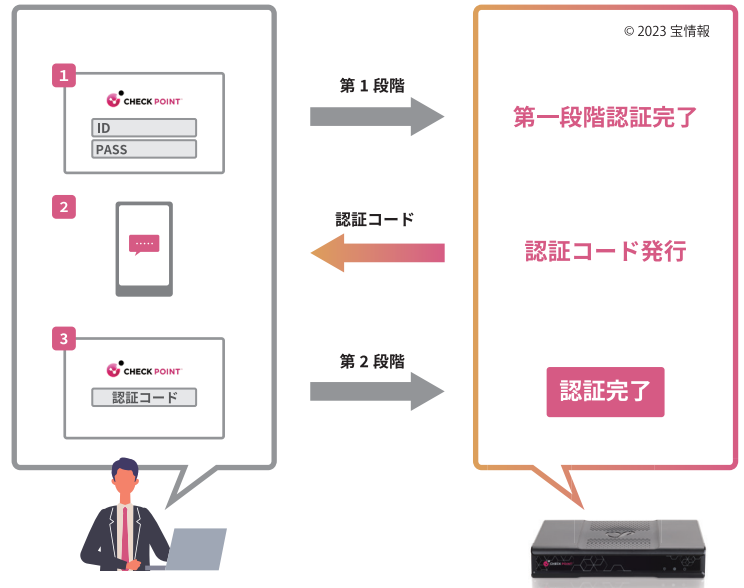 © 2023 宝情報
1
CHECK POINT
ID
PASS
第 1 段階
第一段階認証完了
2
認証コード
認証コード発行
3
CHECK POINT
認証コード
第 2 段階
認証完了
CHECK POINT